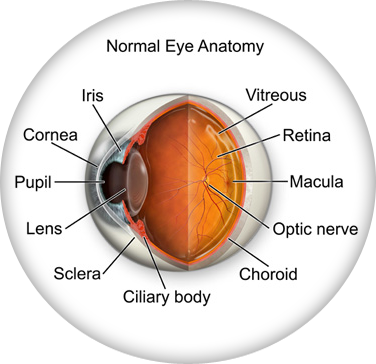 Normal Eye Anatomy
Iris
Vitreous
Cornea
Retina
Pupil
Macula
Lens
Optic nerve
Sclera
Choroid
Ciliary body